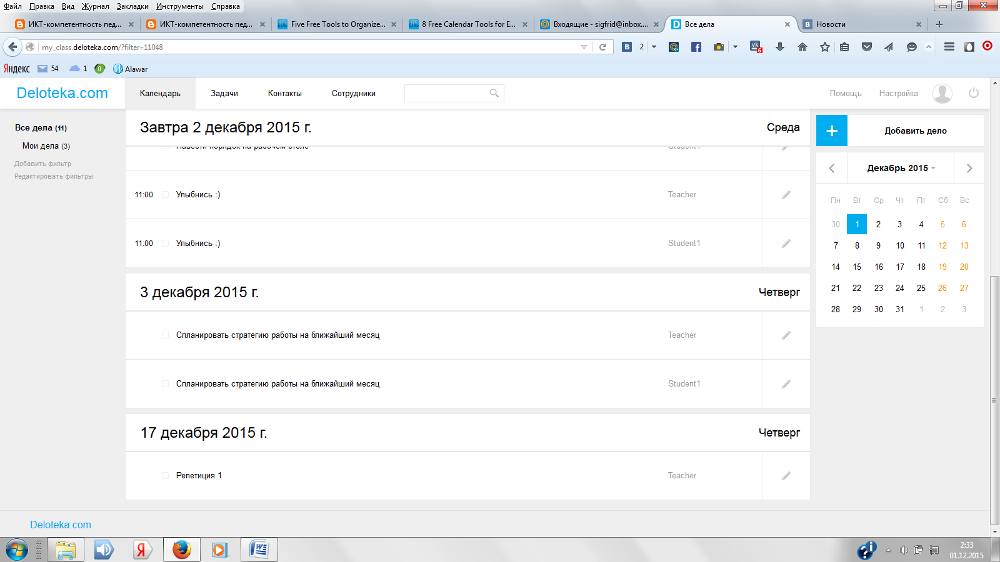 Файл Правка Вид Журнал Закладки Инструменты Справка
ИКТ-компетентность пед... ИКТ-компетентность пед... Five Free Tools to Organize... 8 Free Calendar Tools for E... Входящие - sigfrid@inbox.... Все дела Новости
my_class.deloteka.com/?filter=11048 2 6
Яндекс 54 1 0 Alawar
Deloteka.com Календарь Задачи Контакты Сотрудники Помощь Настройка
Все дела (11)
Мои дела (3)
Добавить фильтр
Редактировать фильтры
Завтра 2 декабря 2015 г. Среда
Навести порядок на рабочем столе Student1
11:00 Улыбнись :) Teacher
11:00 Улыбнись :) Student1
3 декабря 2015 г. Четверг
Спланировать стратегию работы на ближайший месяц Teacher
Спланировать стратегию работы на ближайший месяц Student1
17 декабря 2015 г. Четверг
Репетиция 1 Teacher
Добавить дело
Декабрь 2015
Пн Вт Ср Чт Пт Сб Вс
30 1 2 3 4 5 6
7 8 9 10 11 12 13
14 15 16 17 18 19 20
21 22 23 24 25 26 27
28 29 30 31 1 2 3
Deloteka.com
2:33
01.12.2015